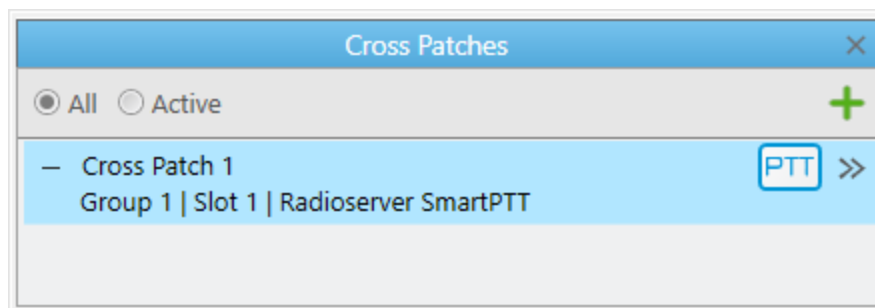 Cross Patches
All Active
Cross Patch 1
PTT
Group 1 | Slot 1 | Radioserver SmartPTT